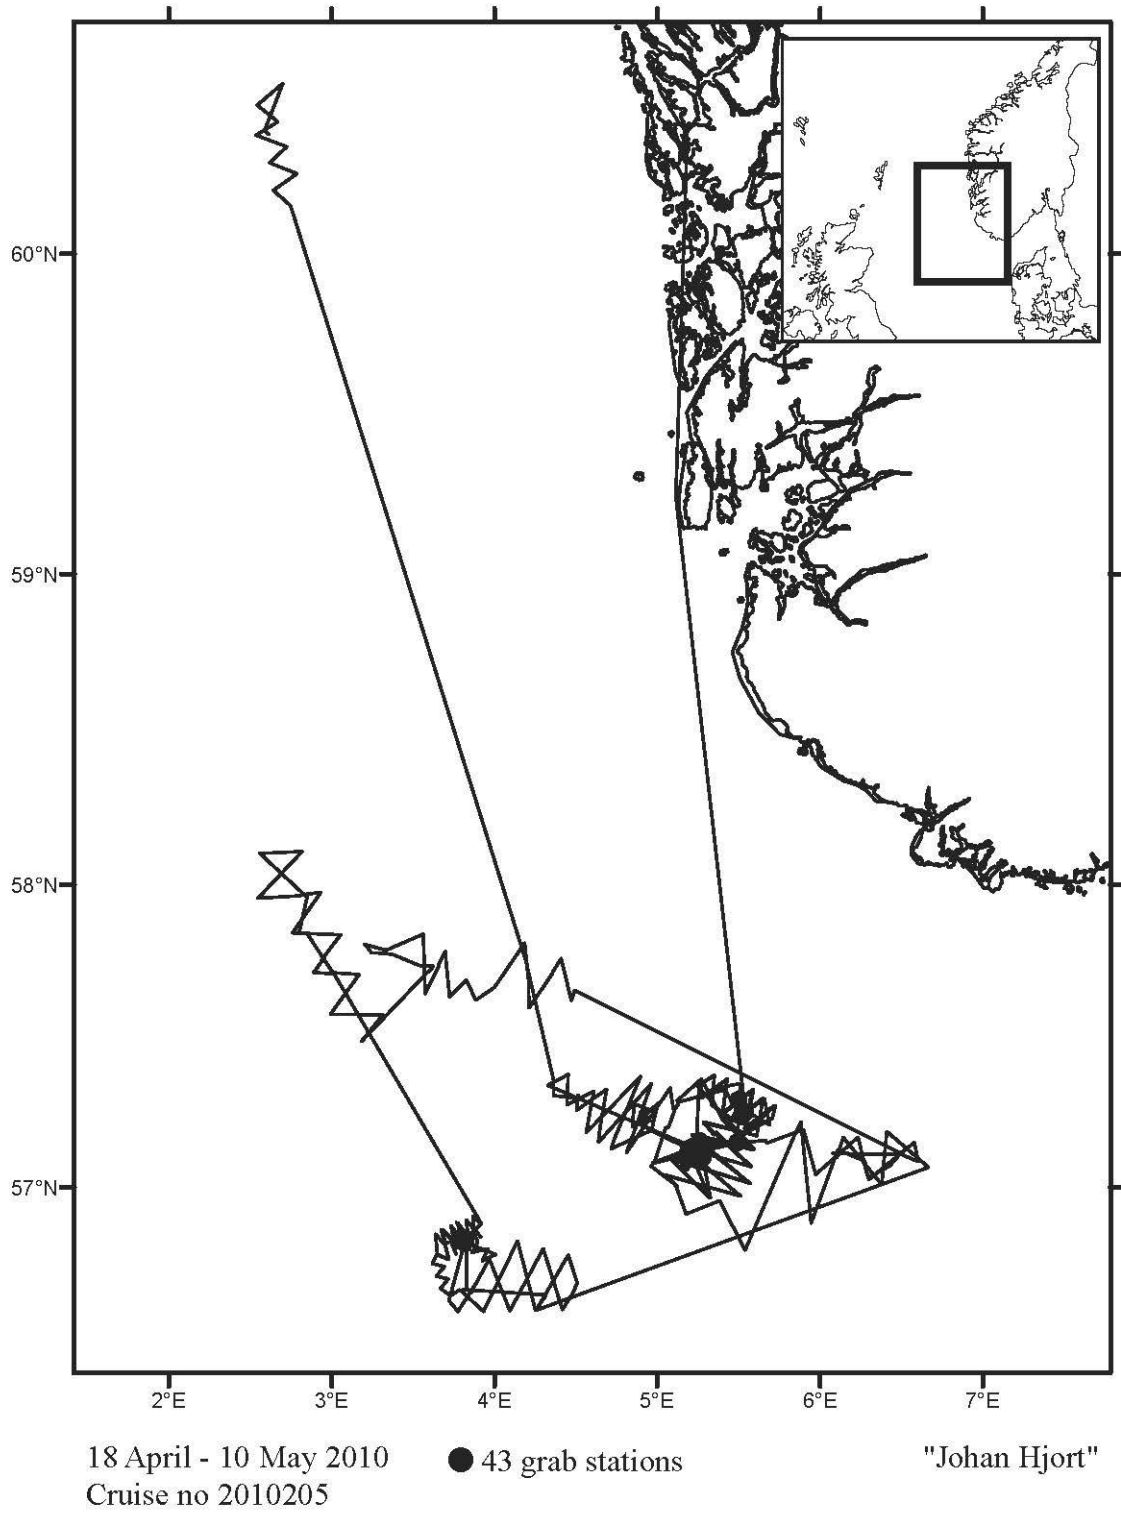 60°N
59°N
58°N
57°N
2°E 3°E 4°E 5°E 6°E 7°E
18 April - 10 May 2010 43 grab stations "Johan Hjort"
Cruise no 2010205